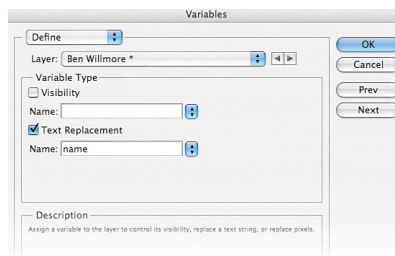 Variables
Define
OK
Layer: Ben Willmore *
Cancel
Variable Type
Visibility
Prev
Name:
Next
Text Replacement
Name: name
Description
Assign a variable to the layer to control its visibility, replace a text string, or replace pixels.